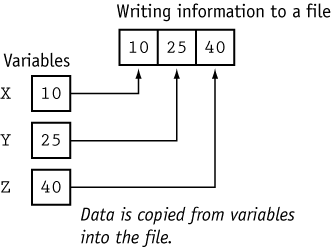 Writing information to a file
10 25 40
Variables
X 10
Y 25
Z 40
Data is copied from variables
into the file.